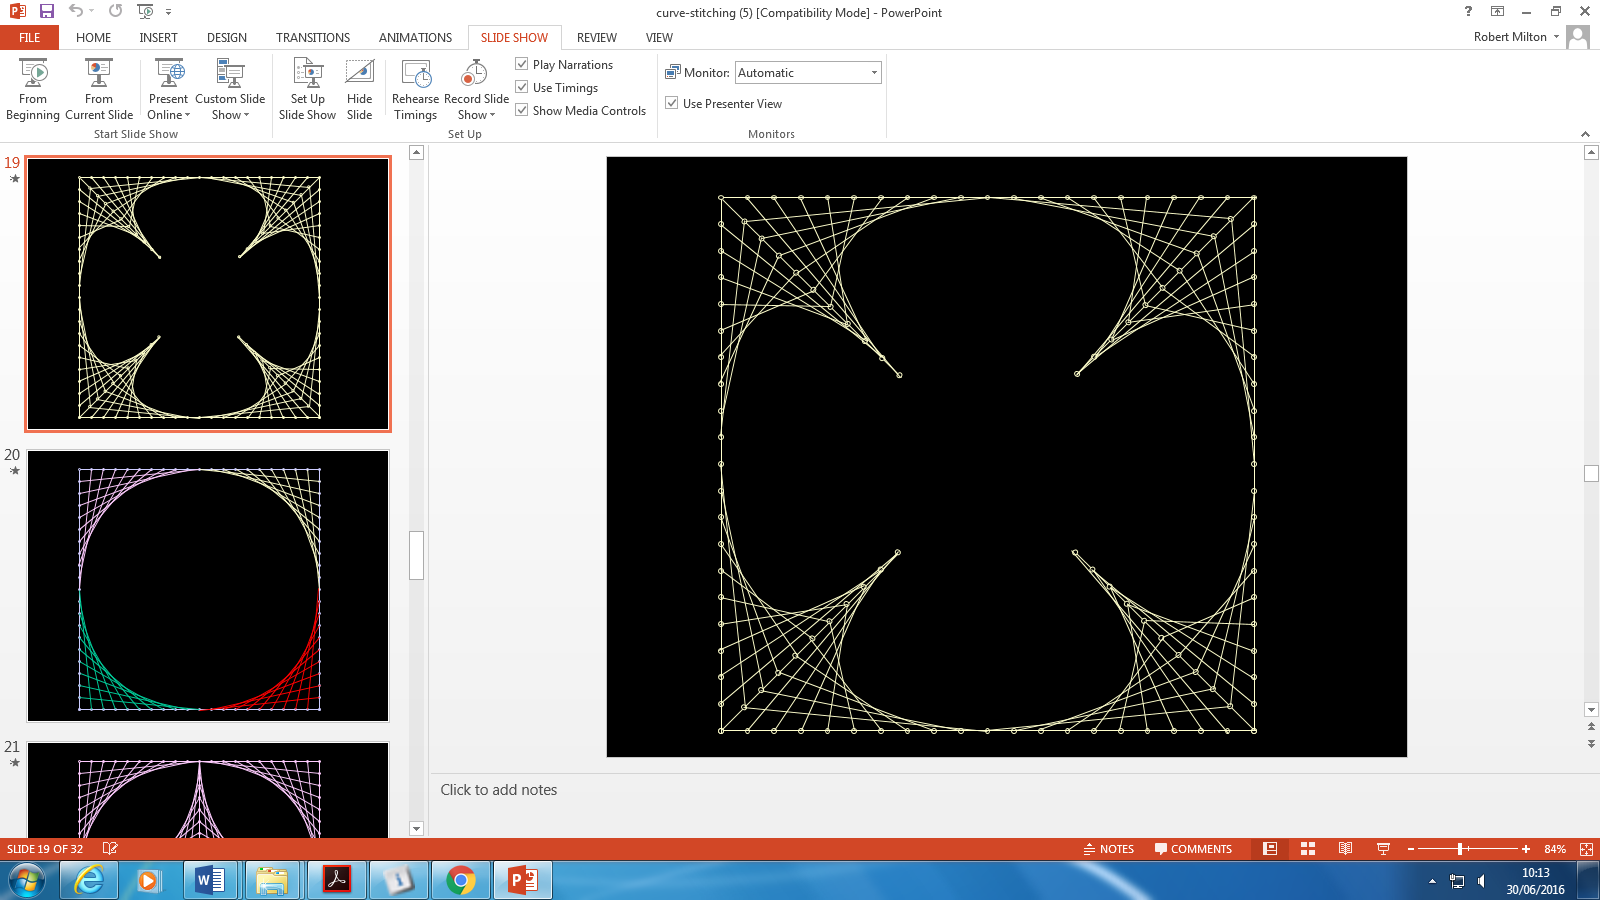 curve-stitching (5) [Compatibility Mode] - PowerPoint
?
FILE HOME INSERT DESIGN TRANSITIONS ANIMATIONS SLIDE SHOW REVIEW VIEW
Robert Milton
From Beginning
From Current Slide
Present Online
Custom Slide Show
Start Slide Show
Set Up Slide Show
Hide Slide
Rehearse Timings
Record Slide Show
Play Narrations
Use Timings
Show Media Controls
Set Up
Monitor: Automatic
Use Presenter View
Monitors
19
20
21
Click to add notes
SLIDE 19 OF 32
NOTES COMMENTS
84%
10:13
30/06/2016